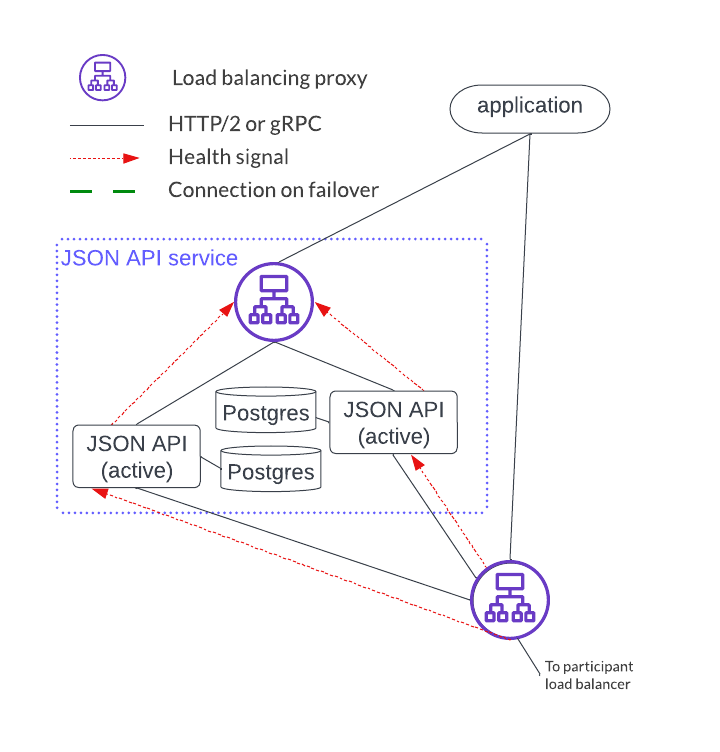 Load balancing proxy
application
HTTP/2 or gRPC
Health signal
Connection on failover
JSON API service
Postgres
JSON API
(active)
JSON API
(active)
Postgres
To participant
load balancer